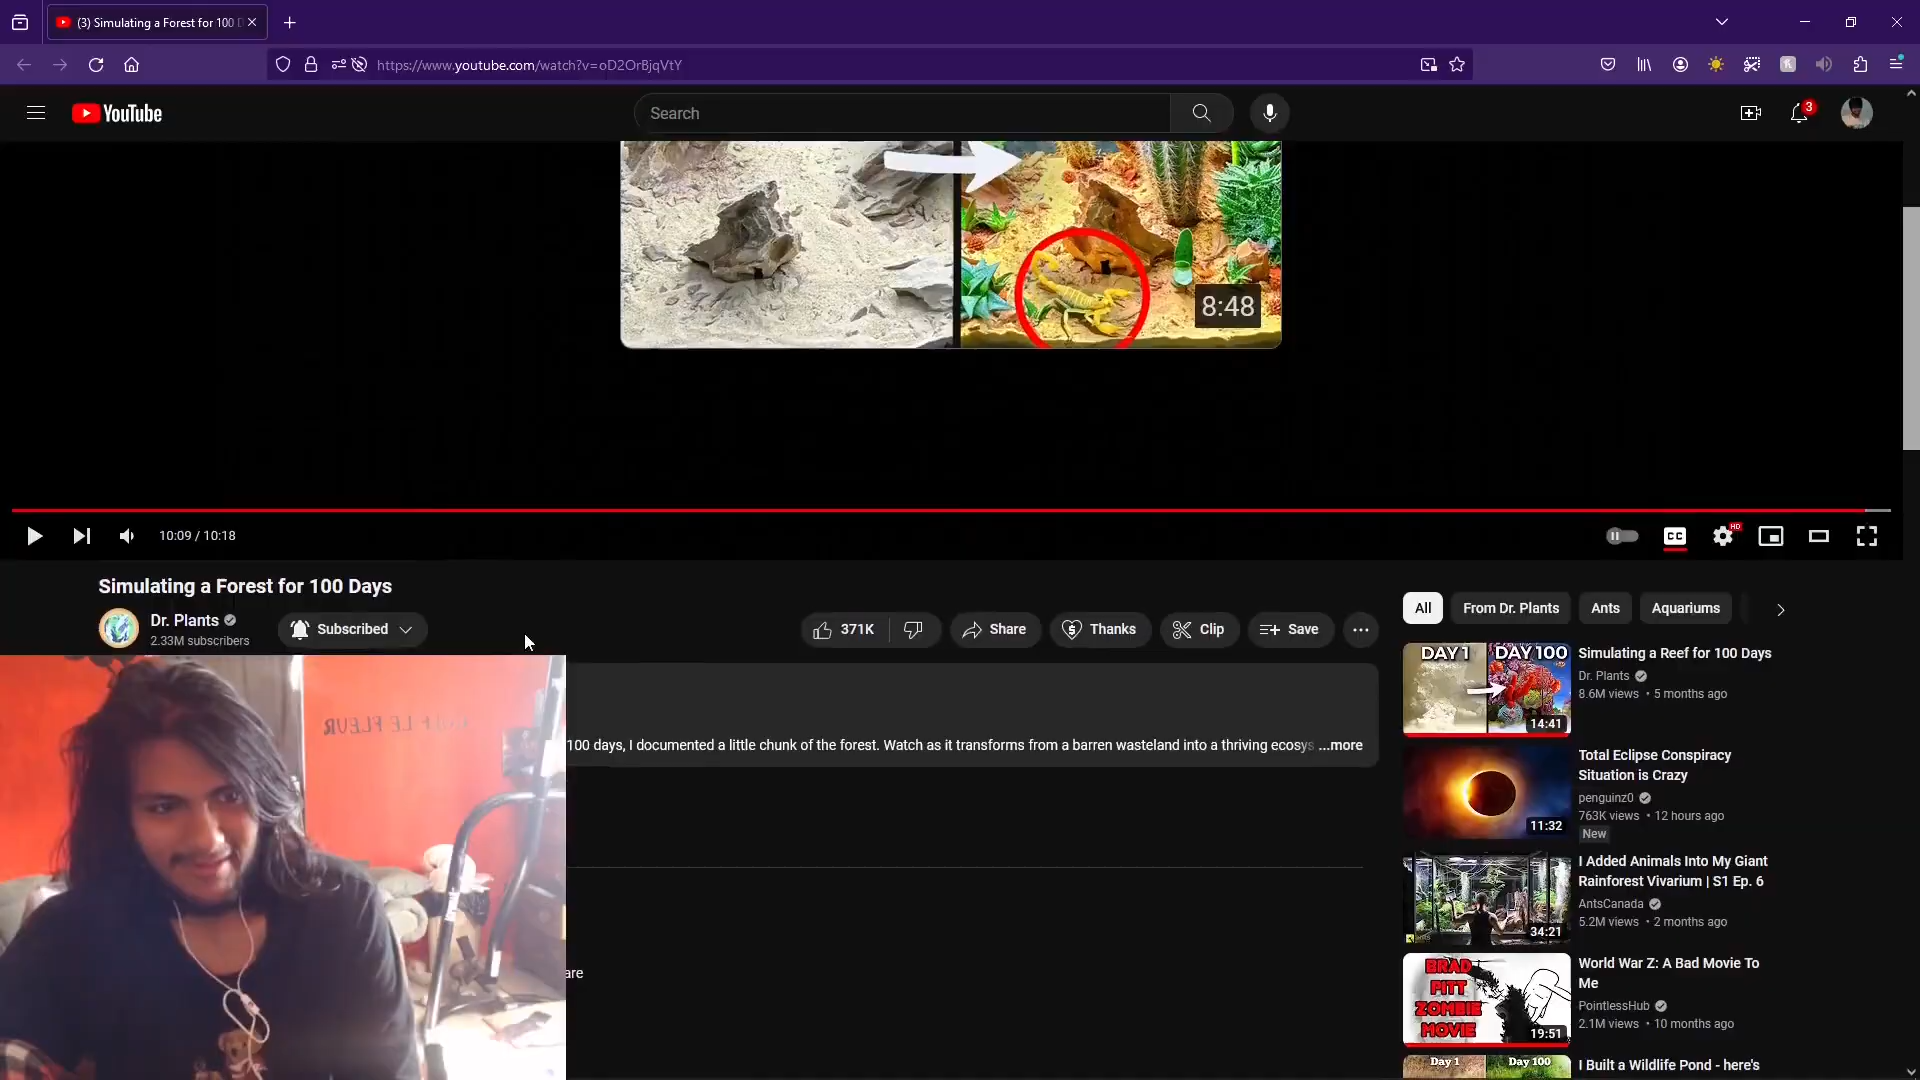 (3) Simulating a Forest for 100 D
https://www.youtube.com/watch?v=oD2OrBjqVtY
YouTube
Search
3
8:48
10:09 / 10:18
CC
HD
Simulating a Forest for 100 Days
Dr. Plants
2.33M subscribers
Subscribed
371K
Share
Thanks
Clip
Save
100 days, I documented a little chunk of the forest. Watch as it transforms from a barren wasteland into a thriving ecosys ...more
are
LE FLEUR
All
From Dr. Plants
Ants
Aquariums
DAY 1
DAY 100
14:41
Simulating a Reef for 100 Days
Dr. Plants
8.6M views • 5 months ago
11:32
Total Eclipse Conspiracy
Situation is Crazy
penguinz0
763K views • 12 hours ago
New
34:21
I Added Animals Into My Giant
Rainforest Vivarium | S1 Ep. 6
AntsCanada
5.2M views • 2 months ago
BRAD
PITT
ZOMBIE
MOVIE
19:51
World War Z: A Bad Movie To
Me
PointlessHub
2.1M views • 10 months ago
Day 1
Day 100
I Built a Wildlife Pond - here's